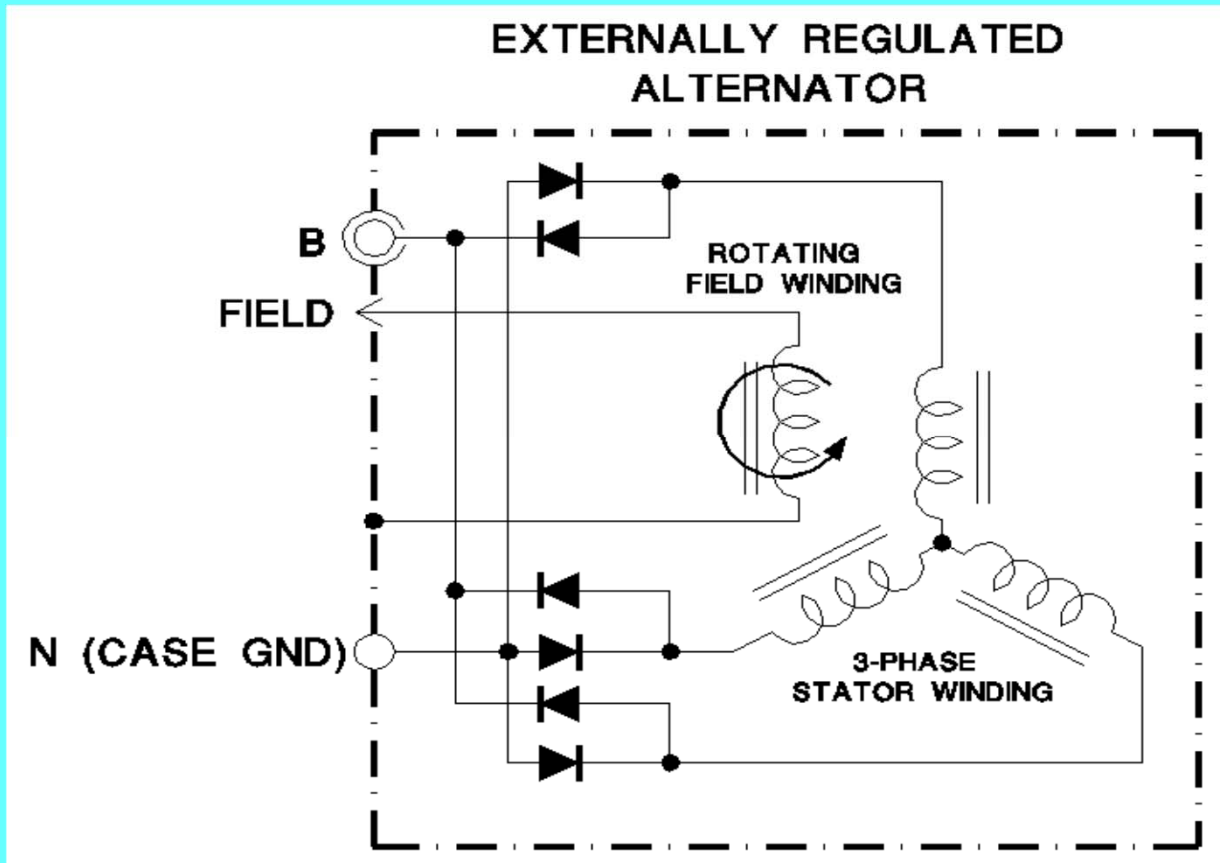 EXTERNALLY REGULATED
ALTERNATOR
B
ROTATING
FIELD WINDING
FIELD
N (CASE GND)
3-PHASE
STATOR WINDING